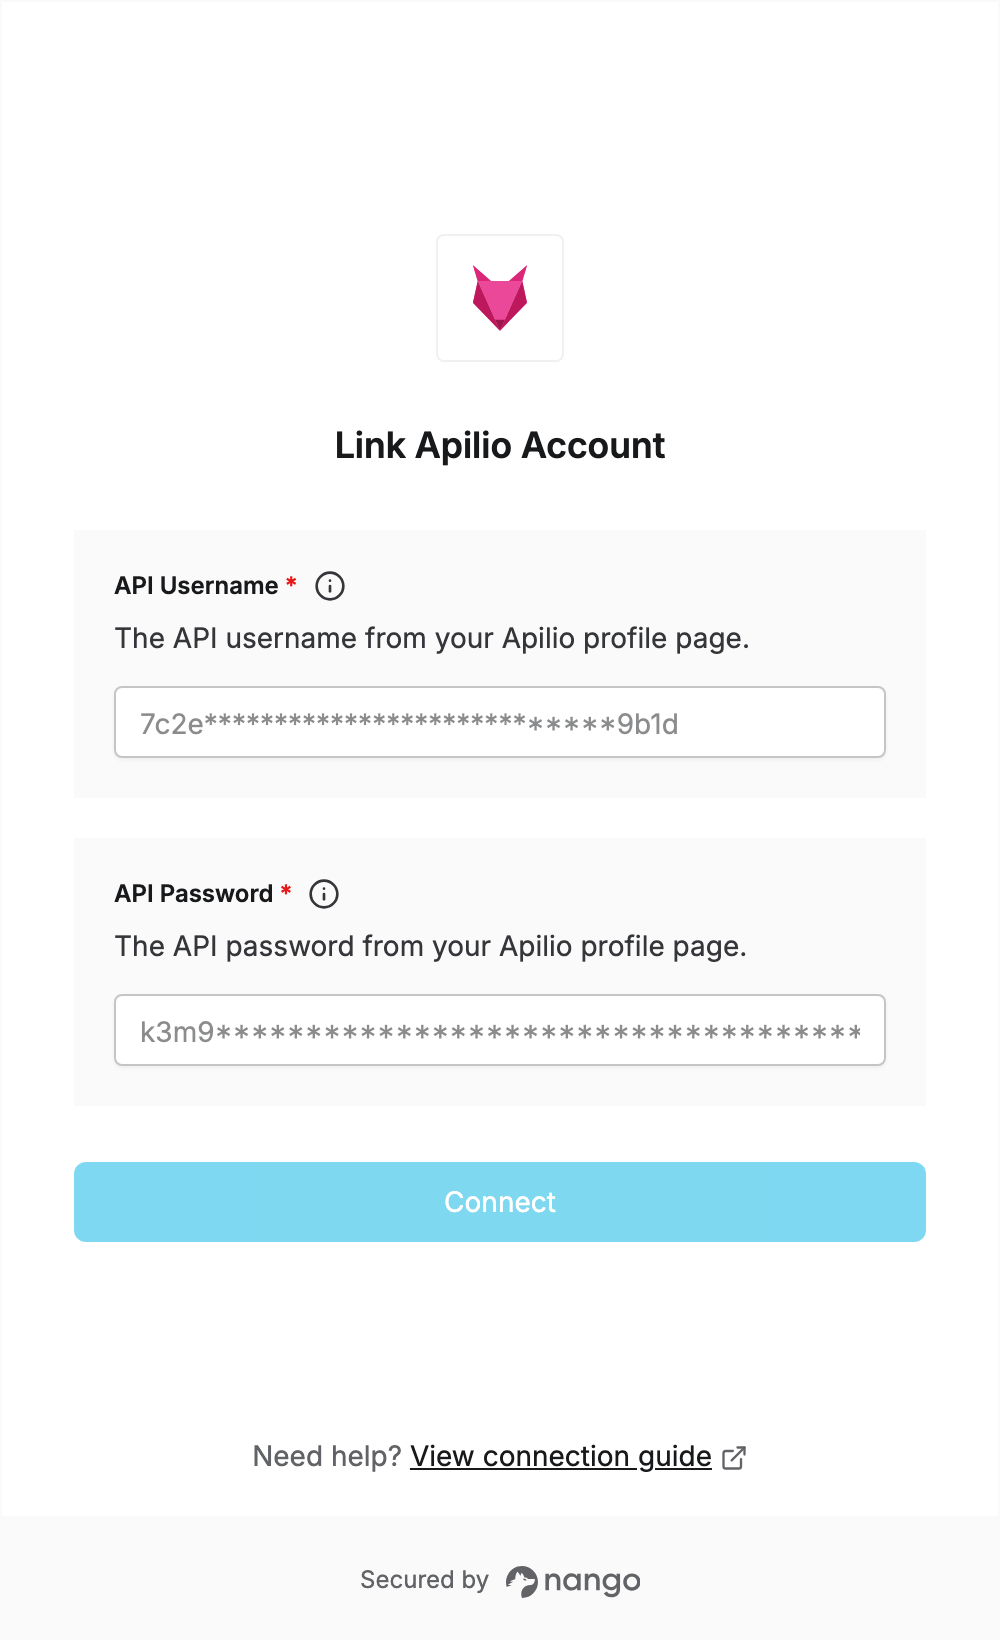 Link Apilio Account
API Username *
The API username from your Apilio profile page.
7c2e****************************9b1d
API Password *
The API password from your Apilio profile page.
k3m9************************************
Connect
Need help? View connection guide
Secured by nango